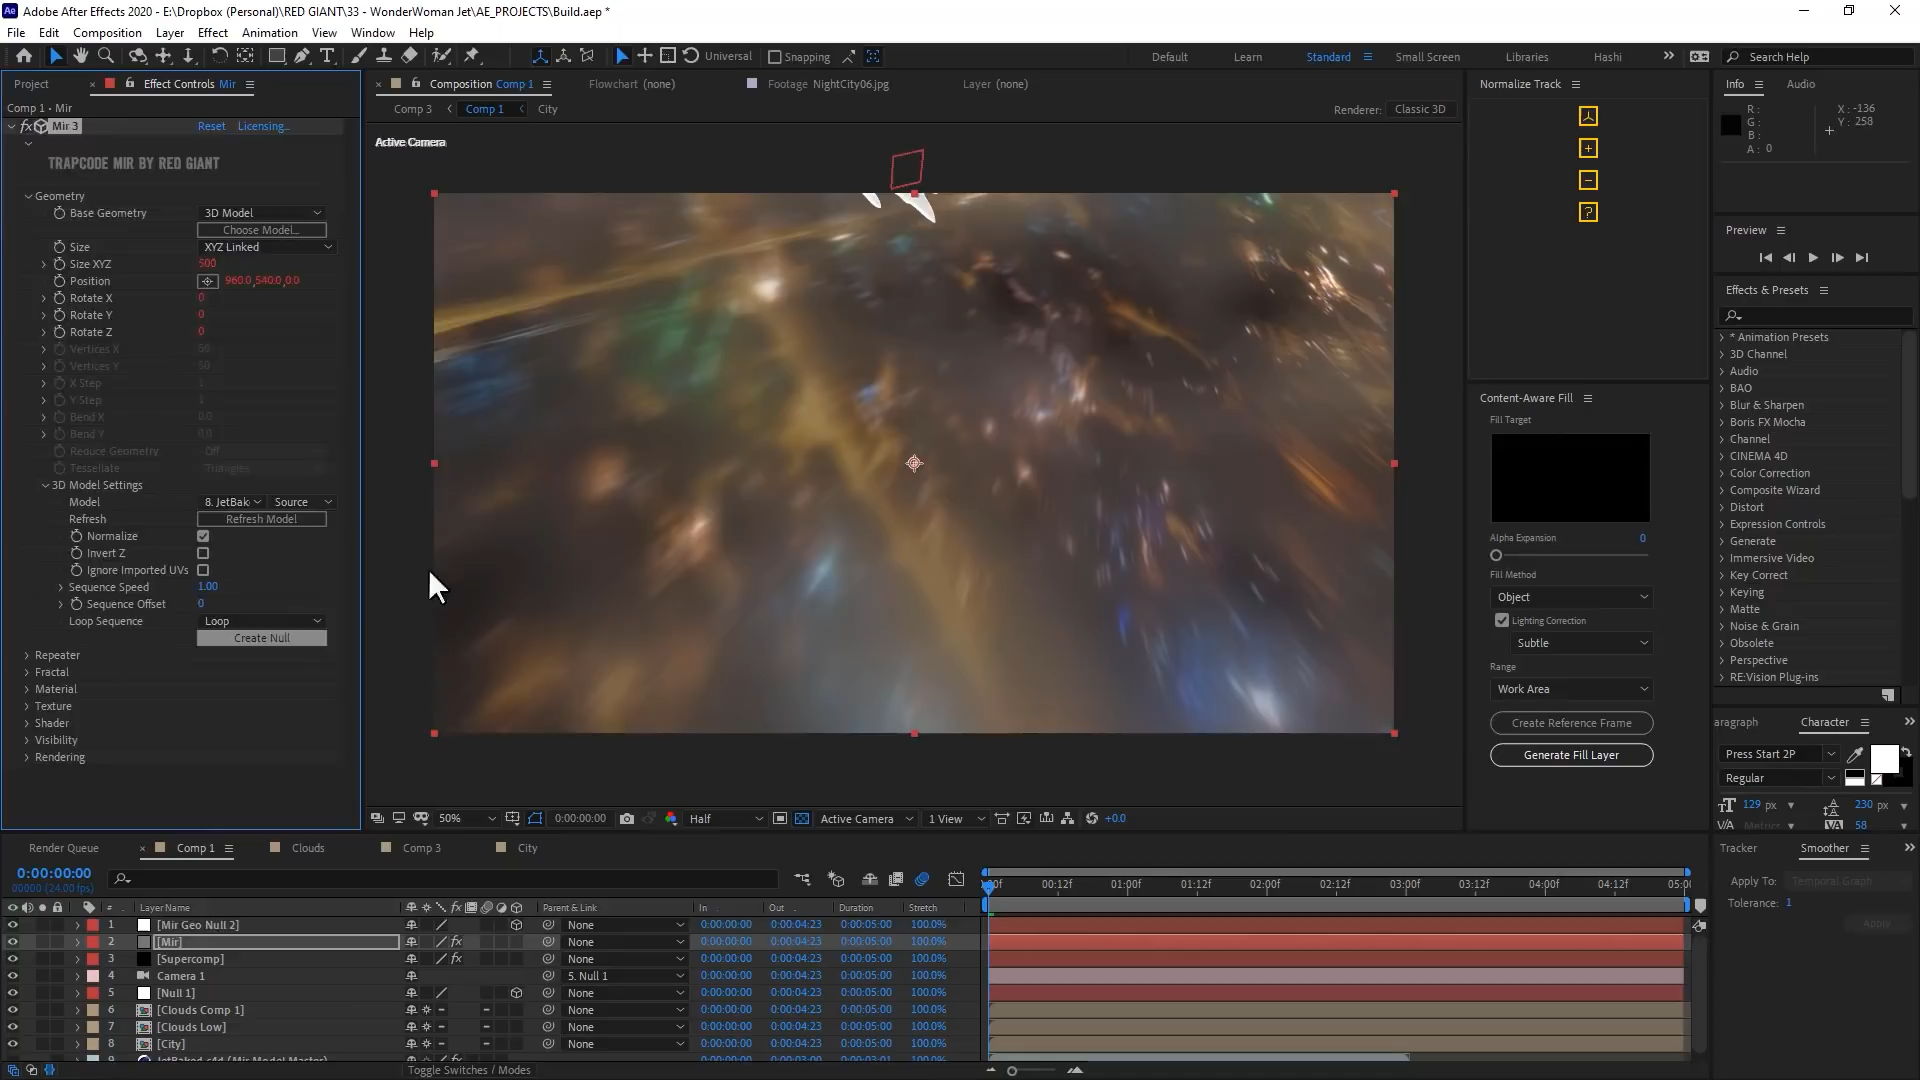 Adobe After Effects 2020 - E:\Dropbox (Personal)\RED GIANT\33 - WonderWoman Jet\AE_PROJECTS\Build.aep *
File Edit Composition Layer Effect Animation View Window Help
Universal Snapping Default Learn Standard Small Screen Libraries Hashi Search Help
Project Effect Controls Mir
Comp 1 • Mir
fx Mir 3 Reset Licensing...
TRAPCODE MIR BY RED GIANT
Geometry
Base Geometry 3D Model
Choose Model...
Size XYZ Linked
Size XYZ 500
Position 960.0,540.0,0.0
Rotate X 0
Rotate Y 0
Rotate Z 0
Vertices X 50
Vertices Y 50
X Step 1
Y Step 1
Bend X 0.0
Bend Y 0.0
Reduce Geometry Off
Tessellate Triangles
3D Model Settings
Model 8. JetBak Source
Refresh Refresh Model
Normalize
Invert Z
Ignore Imported UVs
Sequence Speed 1.00
Sequence Offset 0
Loop Sequence Loop
Create Null
Repeater
Fractal
Material
Texture
Shader
Visibility
Rendering
Composition Comp 1 Flowchart (none) Footage NightCity06.jpg Layer (none)
Comp 3 Comp 1 City Renderer: Classic 3D
Active Camera
50% 0:00:00:00 Half Active Camera 1 View +0.0
Normalize Track
+
−
?
Content-Aware Fill
Fill Target
Alpha Expansion 0
Fill Method
Object
Lighting Correction
Subtle
Range
Work Area
Create Reference Frame
Generate Fill Layer
Info Audio
R : X : -136
G : Y : 258
B :
A : 0
Preview
Effects & Presets
* Animation Presets
3D Channel
Audio
BAO
Blur & Sharpen
Boris FX Mocha
Channel
CINEMA 4D
Color Correction
Composite Wizard
Distort
Expression Controls
Generate
Immersive Video
Key Correct
Keying
Matte
Noise & Grain
Obsolete
Perspective
RE:Vision Plug-ins
aragraph Character
Press Start 2P
Regular
129 px 230 px
Metrics 58
Tracker Smoother
Apply To: Temporal Graph
Tolerance: 1
Apply
Render Queue Comp 1 Clouds Comp 3 City
0:00:00:00
00000 (24.00 fps)
00:12f 01:00f 01:12f 02:00f 02:12f 03:00f 03:12f 04:00f 04:12f 05:0
# Layer Name Parent & Link In Out Duration Stretch
1 [Mir Geo Null 2] None 0:00:00:00 0:00:04:23 0:00:05:00 100.0%
2 [Mir] fx None 0:00:00:00 0:00:04:23 0:00:05:00 100.0%
3 [Supercomp] fx None 0:00:00:00 0:00:04:23 0:00:05:00 100.0%
4 Camera 1 5. Null 1 0:00:00:00 0:00:04:23 0:00:05:00 100.0%
5 [Null 1] None 0:00:00:00 0:00:04:23 0:00:05:00 100.0%
6 [Clouds Comp 1] None 0:00:00:00 0:00:04:23 0:00:05:00 100.0%
7 [Clouds Low] None 0:00:00:00 0:00:04:23 0:00:05:00 100.0%
8 [City] None 0:00:00:00 0:00:04:23 0:00:05:00 100.0%
9 JetBaked.c4d (Mir Model Master) None 0:00:00:00 0:00:03:00 0:00:03:01 100.0%
Toggle Switches / Modes